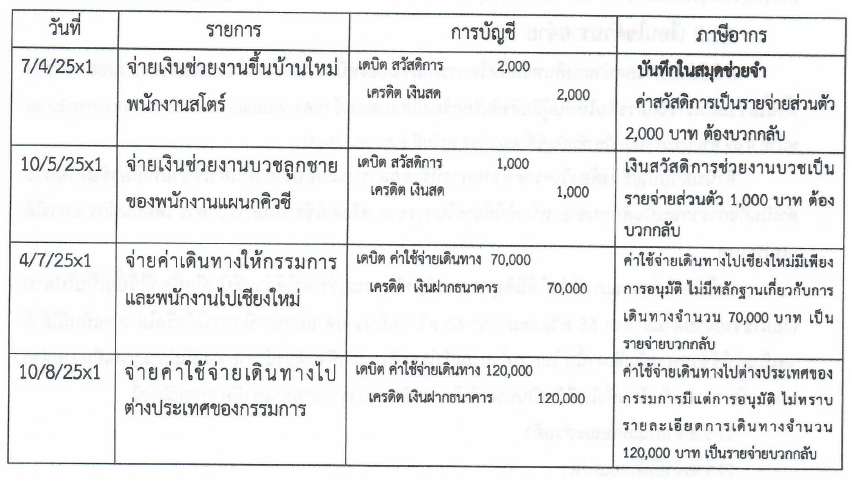 วันที่ รายการ การบัญชี ภาษีอากร
7/4/25x1 จ่ายเงินช่วยงานขึ้นบ้านใหม่ เดบิต สวัสดิการ 2,000 บันทึกในสมุดช่วยจำ
พนักงานสโตร์ เครดิต เงินสด 2,000 ค่าสวัสดิการเป็นรายจ่ายส่วนตัว
2,000 บาท ต้องบวกกลับ
10/5/25x1 จ่ายเงินช่วยงานบวชลูกชาย เดบิต สวัสดิการ 1,000 เงินสวัสดิการช่วยงานบวชเป็น
ของพนักงานแผนกคิวซี เครดิต เงินสด 1,000 รายจ่ายส่วนตัว 1,000 บาท ต้อง
บวกกลับ
4/7/25x1 จ่ายค่าเดินทางให้กรรมการ เดบิต ค่าใช้จ่ายเดินทาง 70,000 ค่าใช้จ่ายเดินทางไปเชียงใหม่มีเพียง
และพนักงานไปเชียงใหม่ เครดิต เงินฝากธนาคาร 70,000 การอนุมัติ ไม่มีหลักฐานเกี่ยวกับการ
เดินทางจำนวน 70,000 บาท เป็น
รายจ่ายบวกกลับ
10/8/25x1 จ่ายค่าใช้จ่ายเดินทางไป เดบิต ค่าใช้จ่ายเดินทาง 120,000 ค่าใช้จ่ายเดินทางไปต่างประเทศของ
ต่างประเทศของกรรมการ เครดิต เงินฝากธนาคาร 120,000 กรรมการมีแต่การอนุมัติ ไม่ทราบ
รายละเอียดการเดินทางจำนวน
120,000 บาท เป็นรายจ่ายบวกกลับ